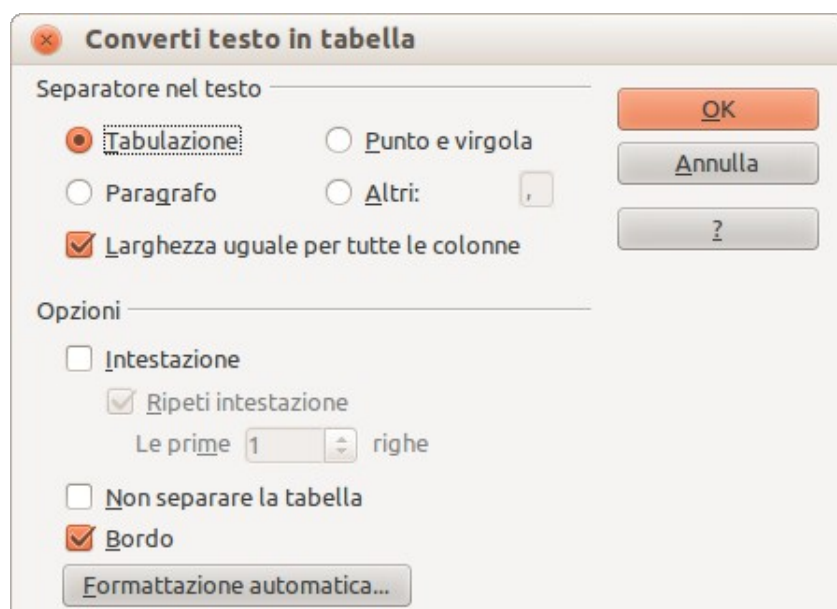 Converti testo in tabella
Separatore nel testo
Tabulazione
Punto e virgola
Paragrafo
Altri: ,
Larghezza uguale per tutte le colonne
OK
Annulla
?
Opzioni
Intestazione
Ripeti intestazione
Le prime 1 righe
Non separare la tabella
Bordo
Formattazione automatica...